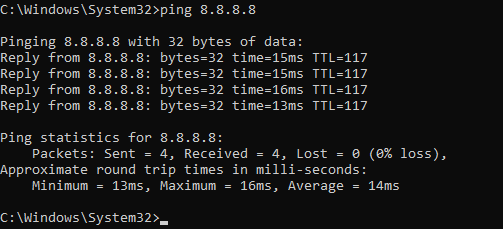 C:\Windows\System32>ping 8.8.8.8
Pinging 8.8.8.8 with 32 bytes of data:
Reply from 8.8.8.8: bytes=32 time=15ms TTL=117
Reply from 8.8.8.8: bytes=32 time=15ms TTL=117
Reply from 8.8.8.8: bytes=32 time=16ms TTL=117
Reply from 8.8.8.8: bytes=32 time=13ms TTL=117
Ping statistics for 8.8.8.8:
    Packets: Sent = 4, Received = 4, Lost = 0 (0% loss),
Approximate round trip times in milli-seconds:
    Minimum = 13ms, Maximum = 16ms, Average = 14ms
C:\Windows\System32>